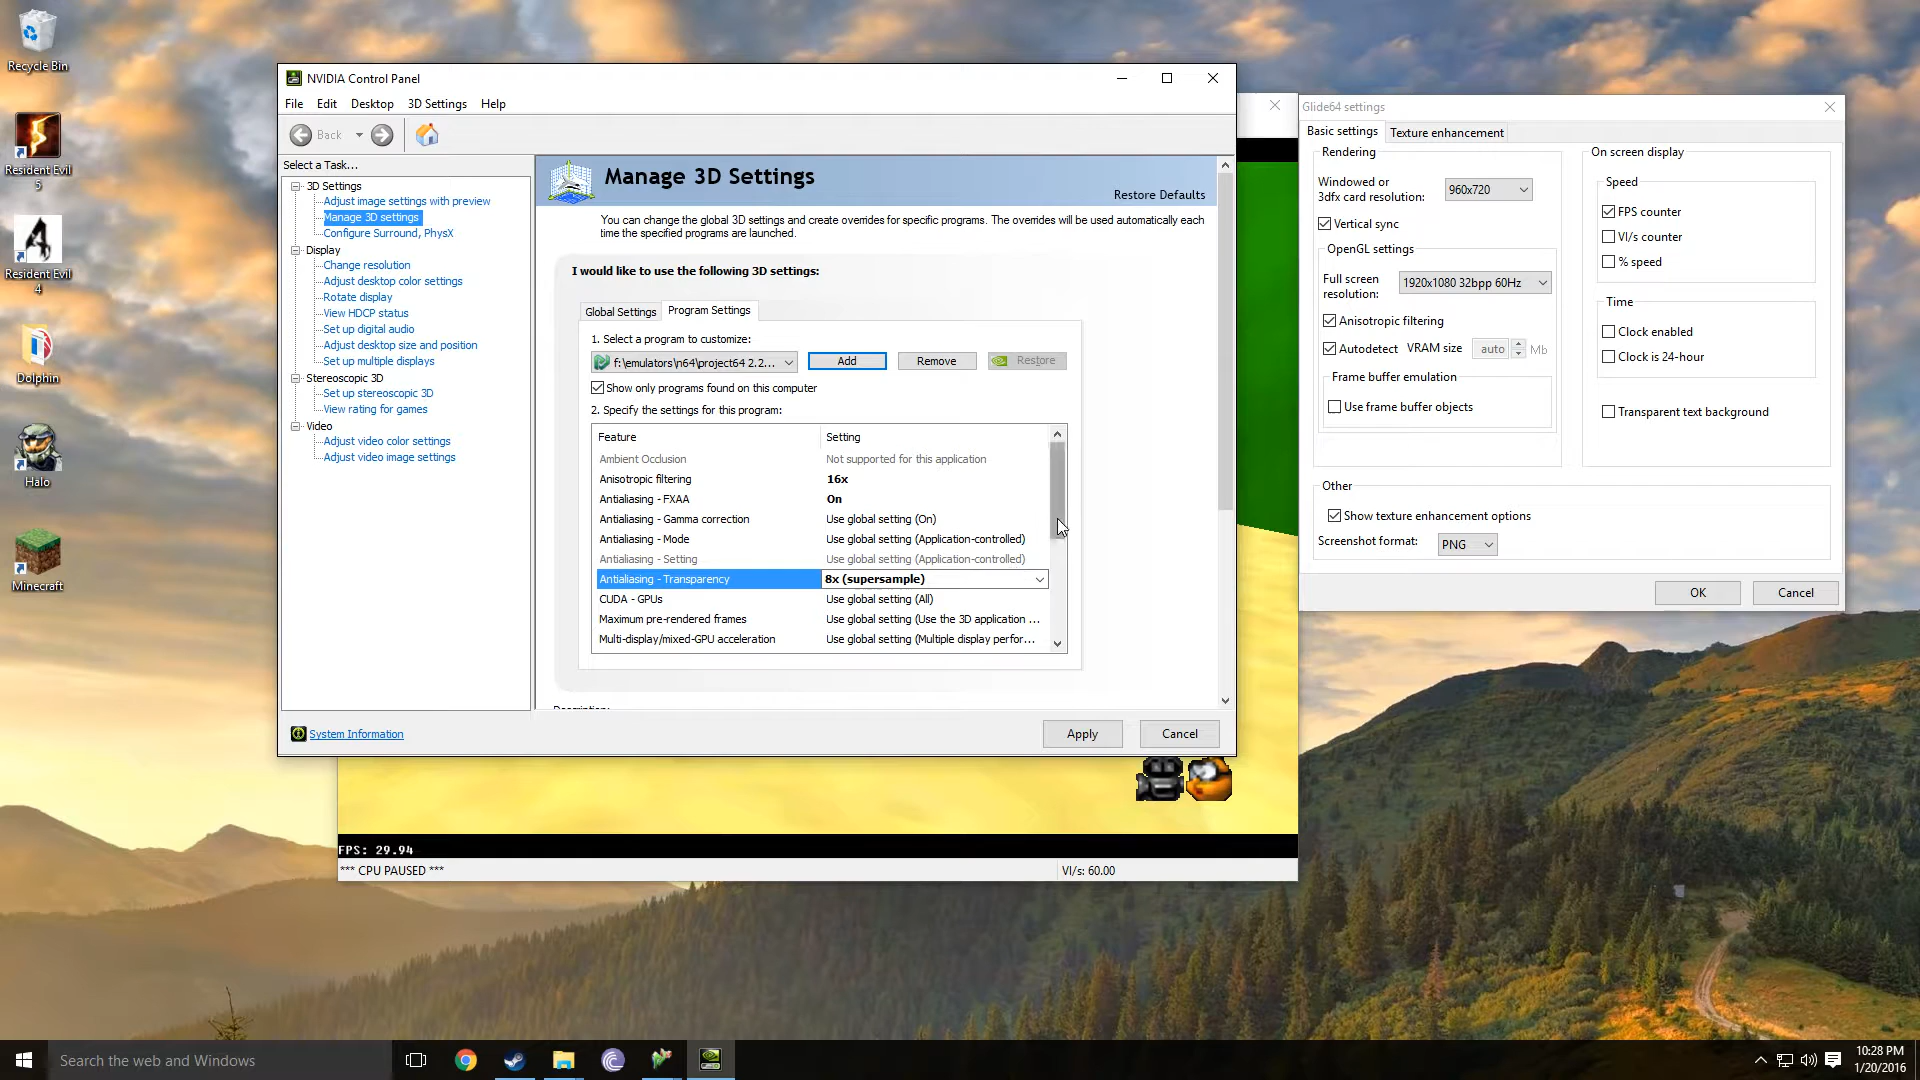 Recycle Bin
Resident Evil
5
Resident Evil
4
Dolphin
Halo
Minecraft
NVIDIA Control Panel
File Edit Desktop 3D Settings Help
Back
Select a Task...
3D Settings
Adjust image settings with preview
Manage 3D settings
Configure Surround, PhysX
Display
Change resolution
Adjust desktop color settings
Rotate display
View HDCP status
Set up digital audio
Adjust desktop size and position
Set up multiple displays
Stereoscopic 3D
Set up stereoscopic 3D
View rating for games
Video
Adjust video color settings
Adjust video image settings
System Information
Manage 3D Settings
Restore Defaults
You can change the global 3D settings and create overrides for specific programs. The overrides will be used automatically each
time the specified programs are launched.
I would like to use the following 3D settings:
Global Settings Program Settings
1. Select a program to customize:
f:\emulators\n64\project64 2.2... Add Remove Restore
Show only programs found on this computer
2. Specify the settings for this program:
Feature Setting
Ambient Occlusion Not supported for this application
Anisotropic filtering 16x
Antialiasing - FXAA On
Antialiasing - Gamma correction Use global setting (On)
Antialiasing - Mode Use global setting (Application-controlled)
Antialiasing - Setting Use global setting (Application-controlled)
Antialiasing - Transparency 8x (supersample)
CUDA - GPUs Use global setting (All)
Maximum pre-rendered frames Use global setting (Use the 3D application ...
Multi-display/mixed-GPU acceleration Use global setting (Multiple display perfor...
Description:
Apply Cancel
FPS: 29.94
*** CPU PAUSED *** VI/s: 60.00
Glide64 settings
Basic settings Texture enhancement
Rendering
Windowed or
3dfx card resolution: 960x720
Vertical sync
OpenGL settings
Full screen
resolution: 1920x1080 32bpp 60Hz
Anisotropic filtering
Autodetect VRAM size auto Mb
Frame buffer emulation
Use frame buffer objects
On screen display
Speed
FPS counter
VI/s counter
% speed
Time
Clock enabled
Clock is 24-hour
Transparent text background
Other
Show texture enhancement options
Screenshot format: PNG
OK Cancel
Search the web and Windows
10:28 PM
1/20/2016